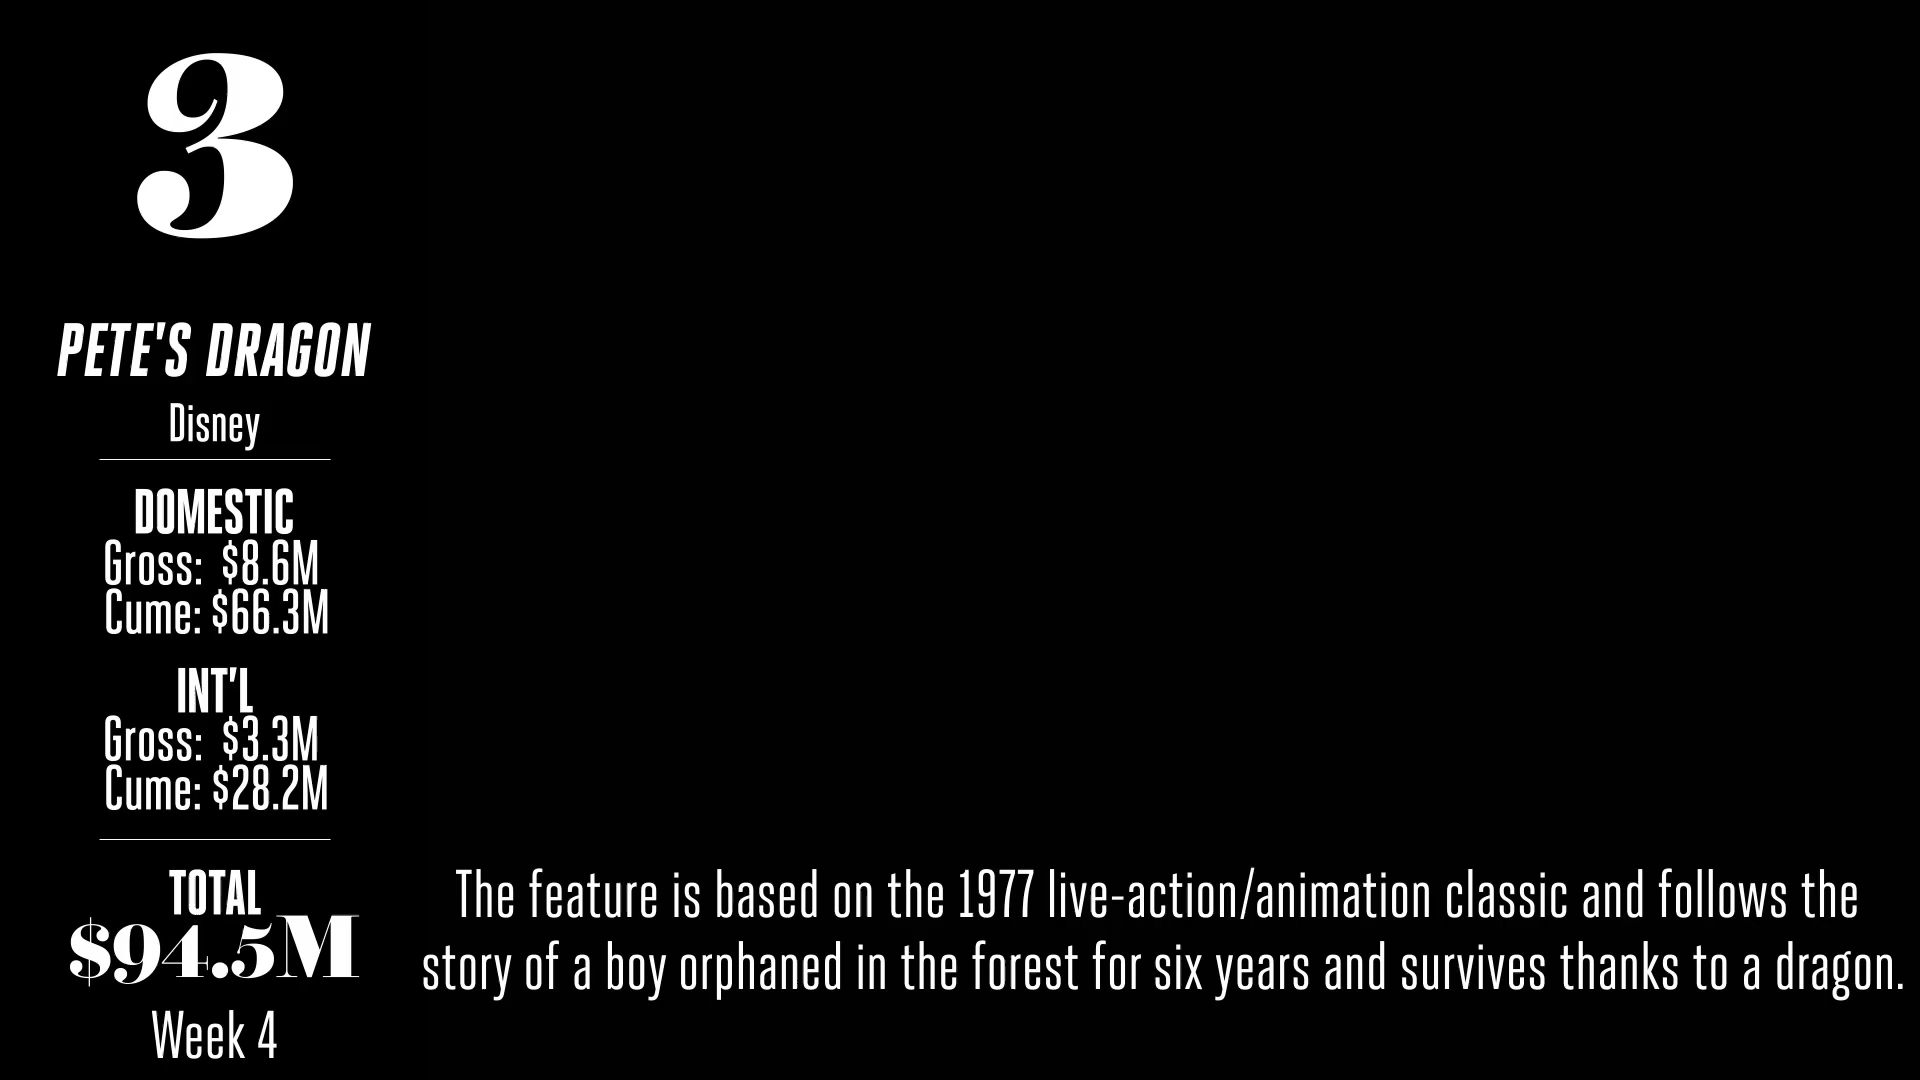 3
PETE'S DRAGON
Disney
DOMESTIC
Gross: $8.6M
Cume: $66.3M
INT'L
Gross: $3.3M
Cume: $28.2M
TOTAL
$94.5M
Week 4
The feature is based on the 1977 live-action/animation classic and follows the
story of a boy orphaned in the forest for six years and survives thanks to a dragon.